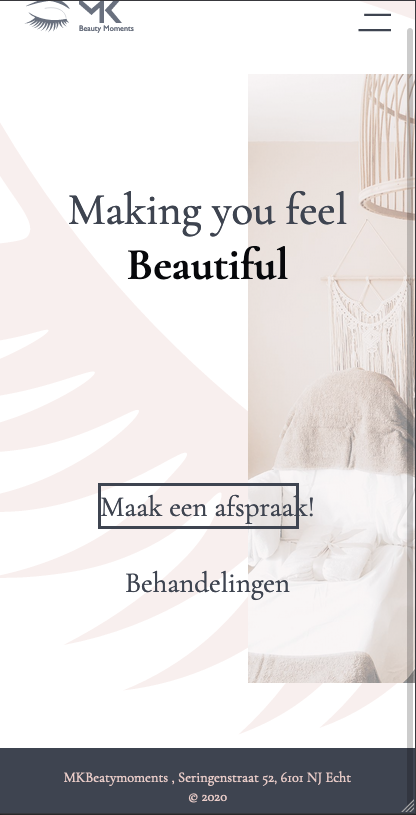 MK
Beauty Moments
Making you feel
Beautiful
Maak een afspraak!
Behandelingen
MKBeatymoments , Seringenstraat 52, 6101 NJ Echt
© 2020